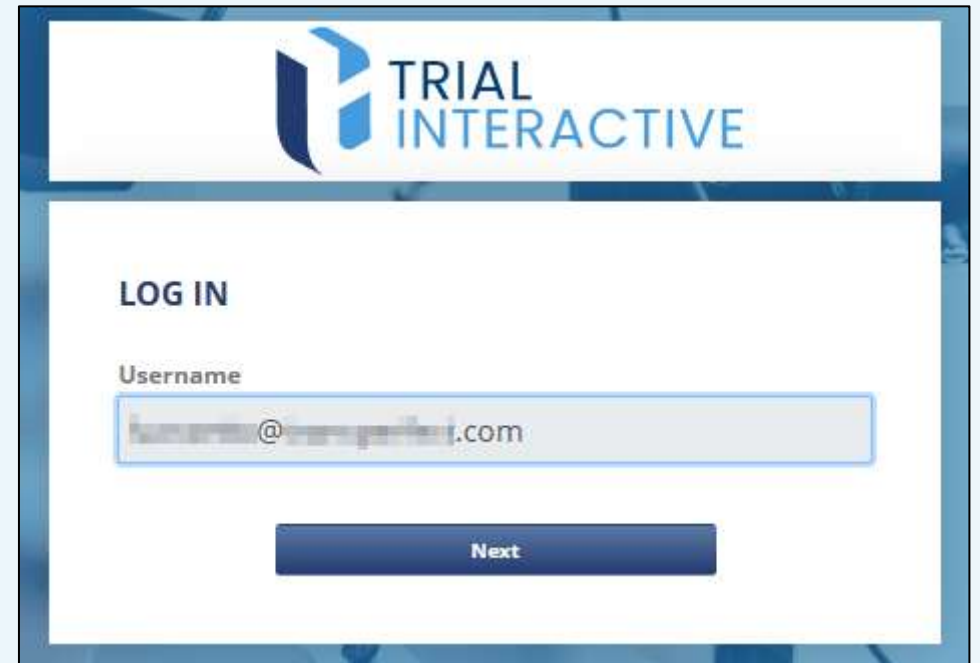 TRIAL
INTERACTIVE
LOG IN
Username
@ .com
Next